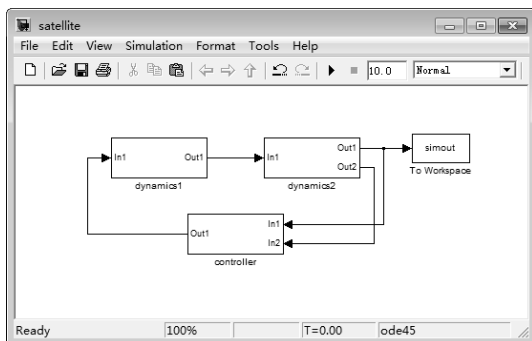 satellite
File Edit View Simulation Format Tools Help
10.0 Normal
In1 Out1
dynamics1
In1 Out1
Out2
dynamics2
simout
To Workspace
Out1 In1
In2
controller
Ready 100% T=0.00 ode45